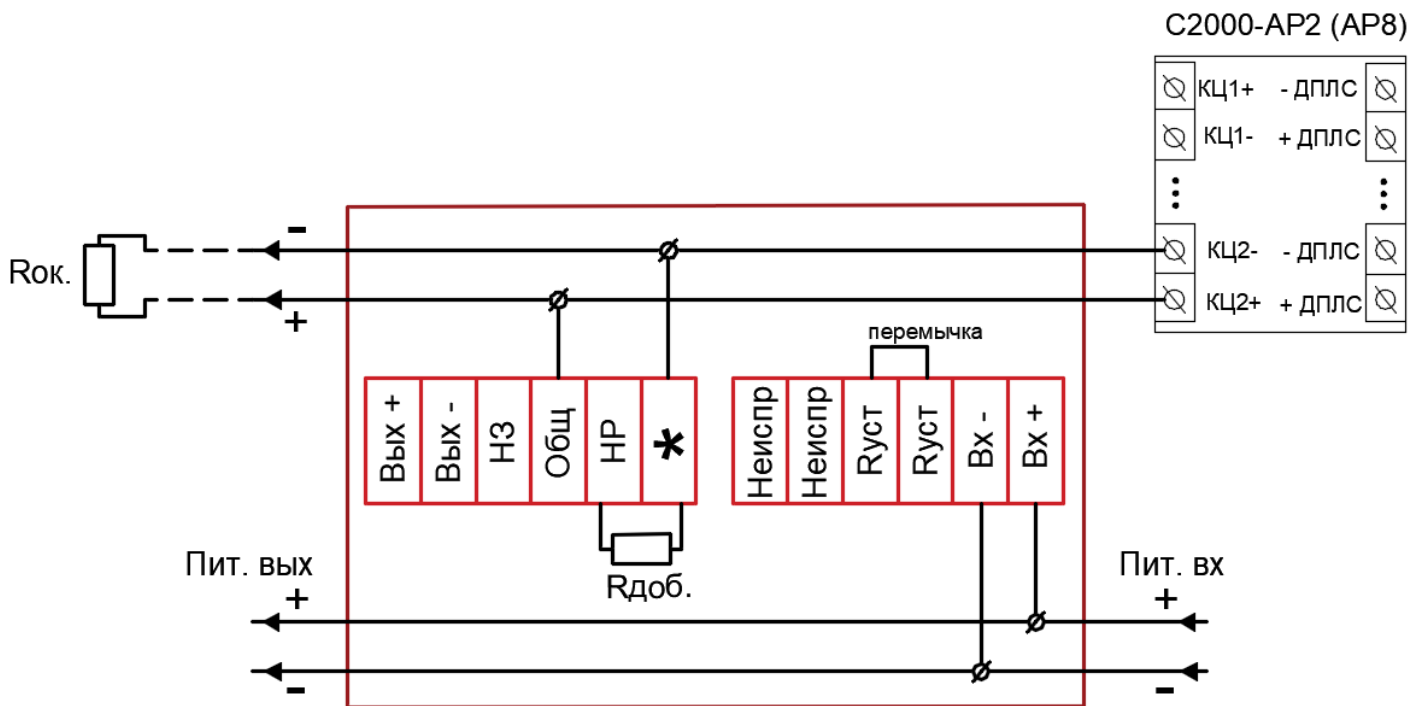 С2000-АР2 (АР8)
КЦ1+ - ДПЛС
КЦ1- + ДПЛС
КЦ2- - ДПЛС
КЦ2+ + ДПЛС
-
Rок.
+
перемычка
Вых +
Вых -
НЗ
Общ
НР
*
Неиспр
Неиспр
Rуст
Rуст
Вх -
Вх +
Rдоб.
Пит. вых
Пит. вх
+ +
- -